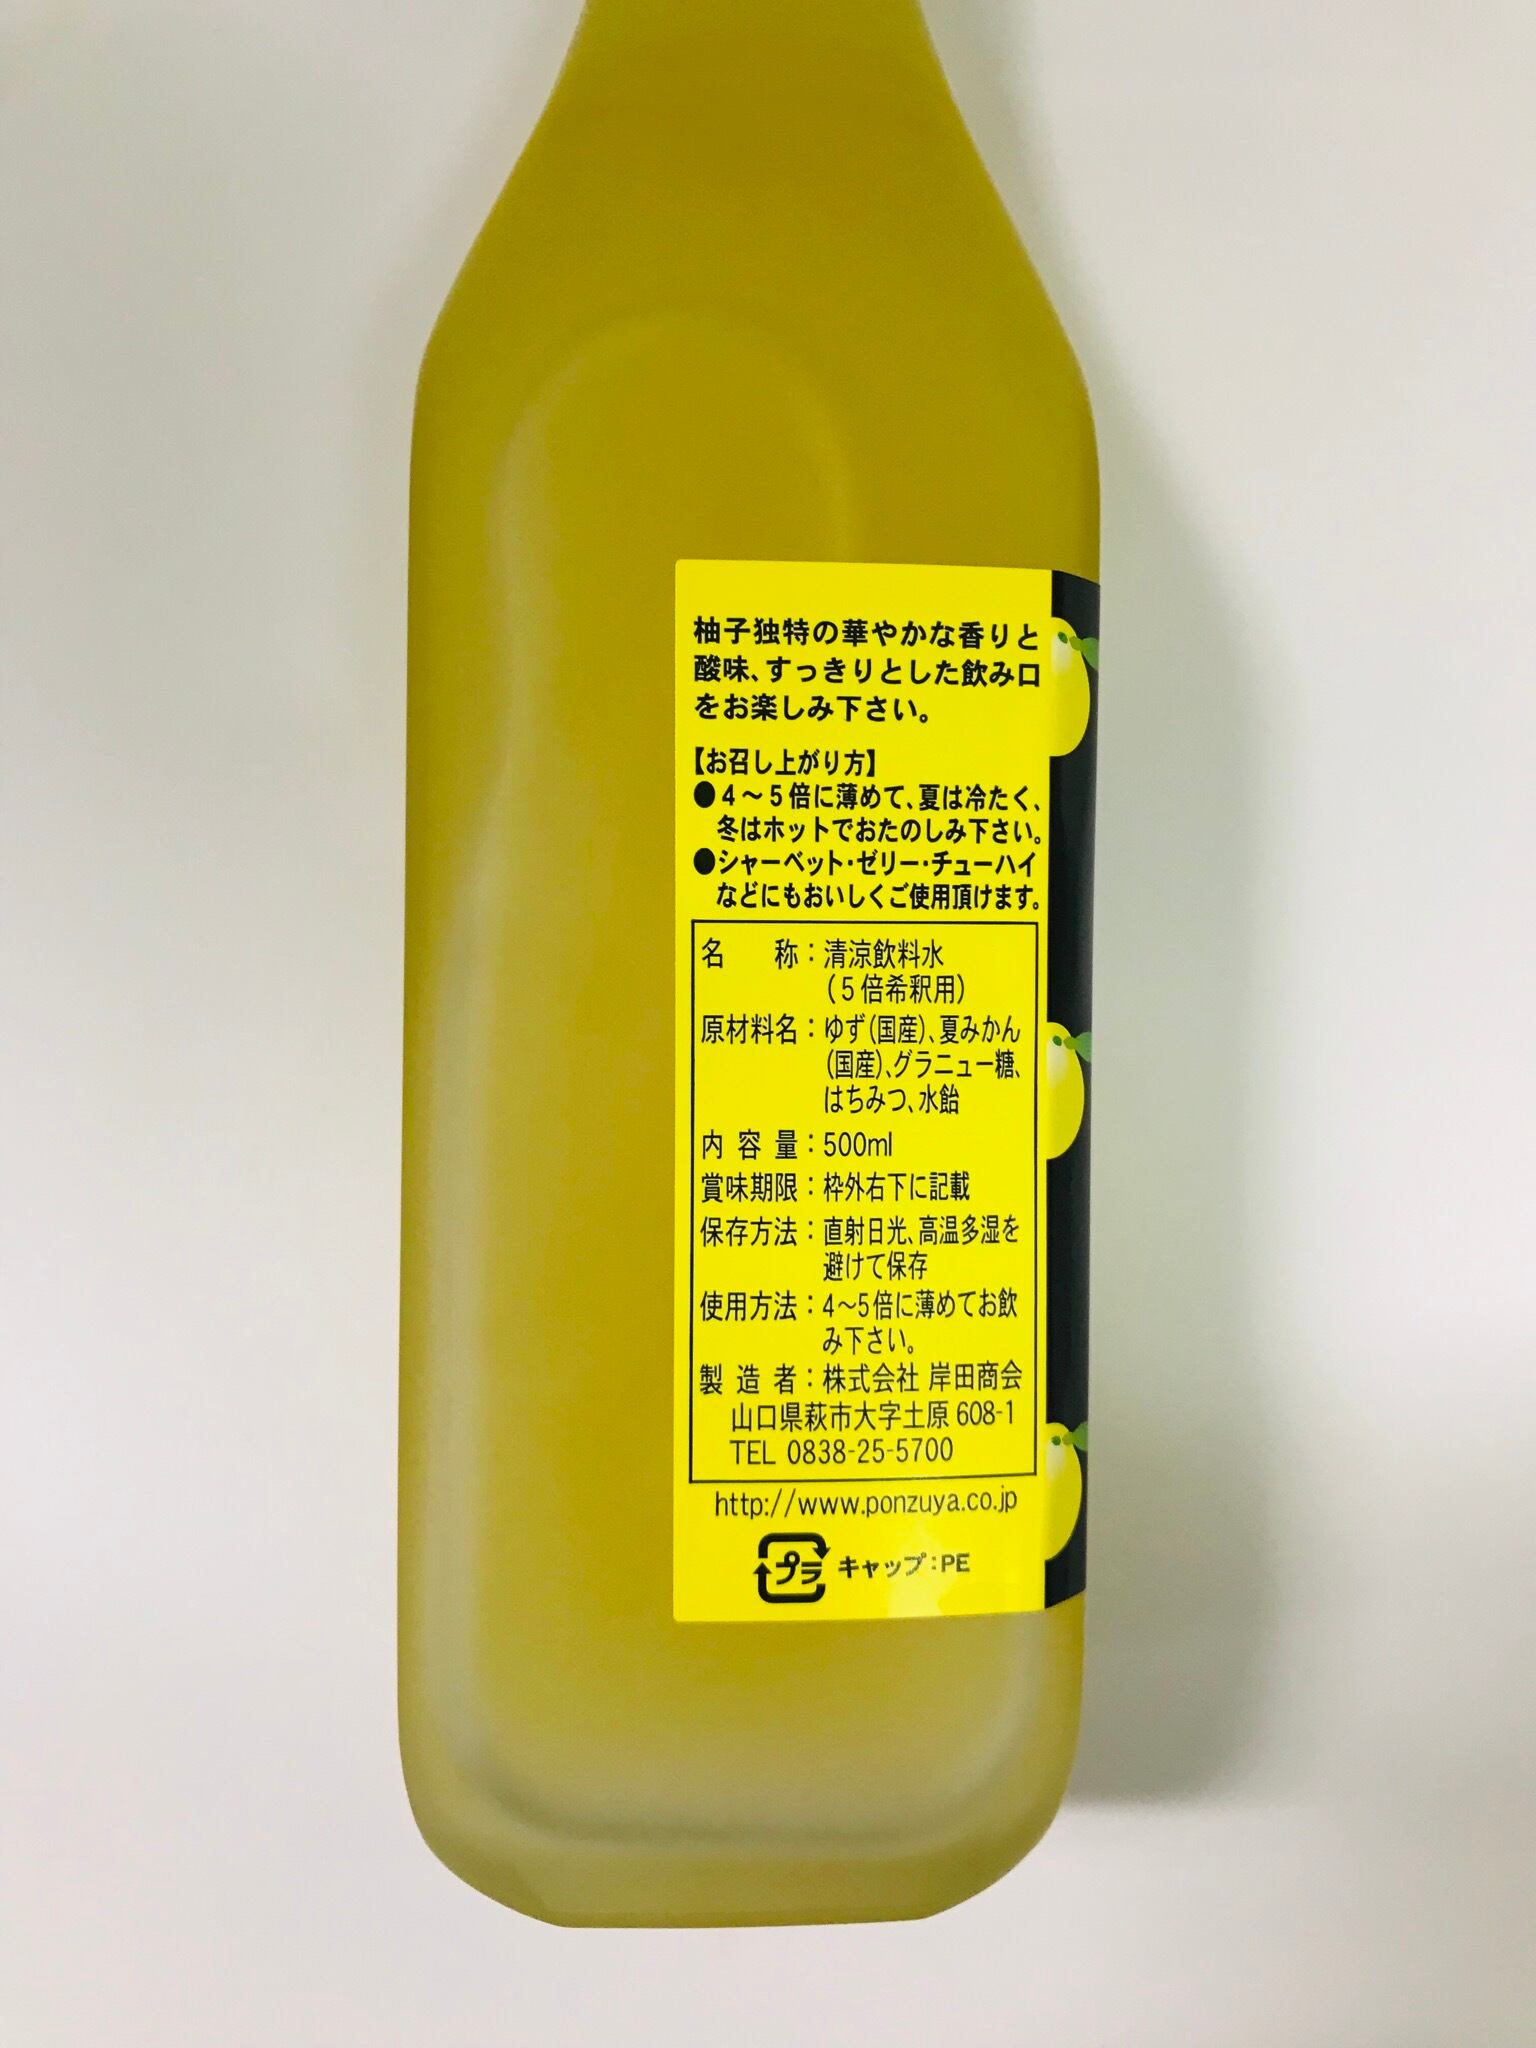 柚子独特の華やかな香りと
酸味、すっきりとした飲み口
をお楽しみ下さい。
【お召し上がり方】
●4～5倍に薄めて、夏は冷たく、
冬はホットでおたのしみ下さい。
●シャーベット・ゼリー・チューハイ
などにもおいしくご使用頂けます。
名　　称：清涼飲料水
（5倍希釈用）
原材料名：ゆず（国産）、夏みかん
（国産）、グラニュー糖、
はちみつ、水飴
内 容 量：500ml
賞味期限：枠外右下に記載
保存方法：直射日光、高温多湿を
避けて保存
使用方法：4～5倍に薄めてお飲
み下さい。
製 造 者：株式会社 岸田商会
山口県萩市大字土原 608-1
TEL 0838-25-5700
http://www.ponzuya.co.jp
プラ キャップ：PE